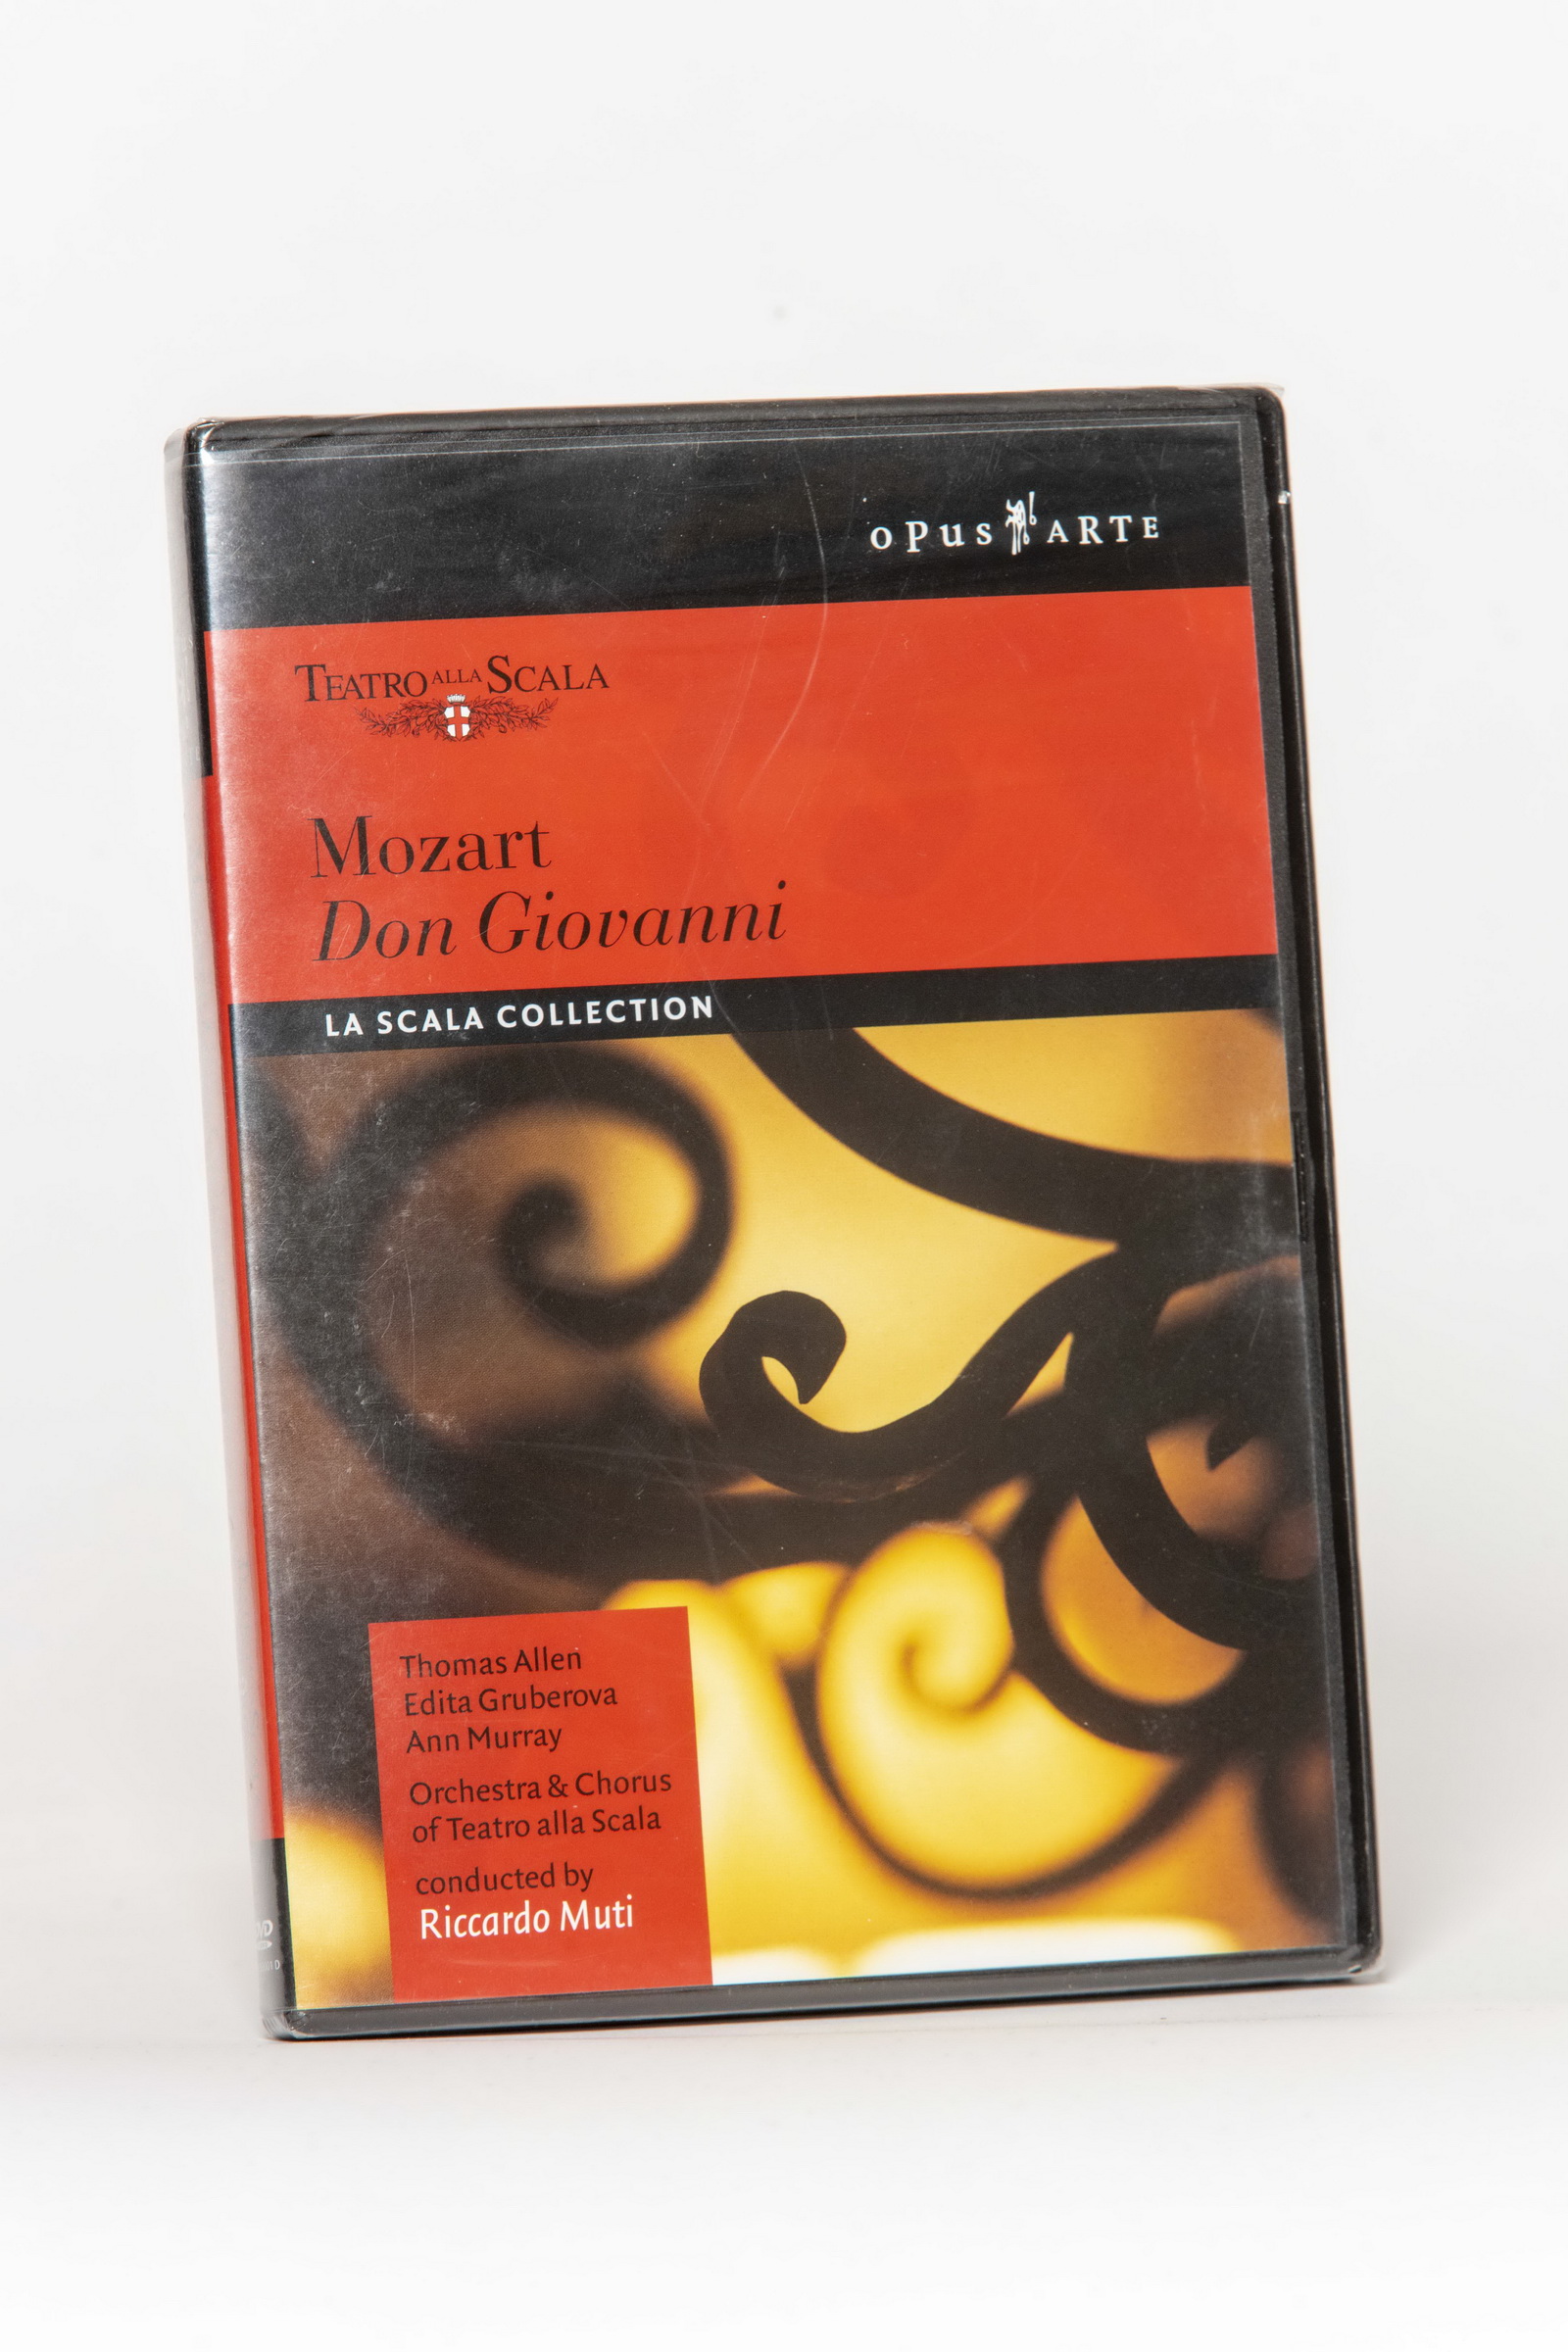 OPUS ARTE
TEATRO ALLA SCALA
Mozart
Don Giovanni
LA SCALA COLLECTION
Thomas Allen
Edita Gruberova
Ann Murray
Orchestra & Chorus
of Teatro alla Scala
conducted by
Riccardo Muti